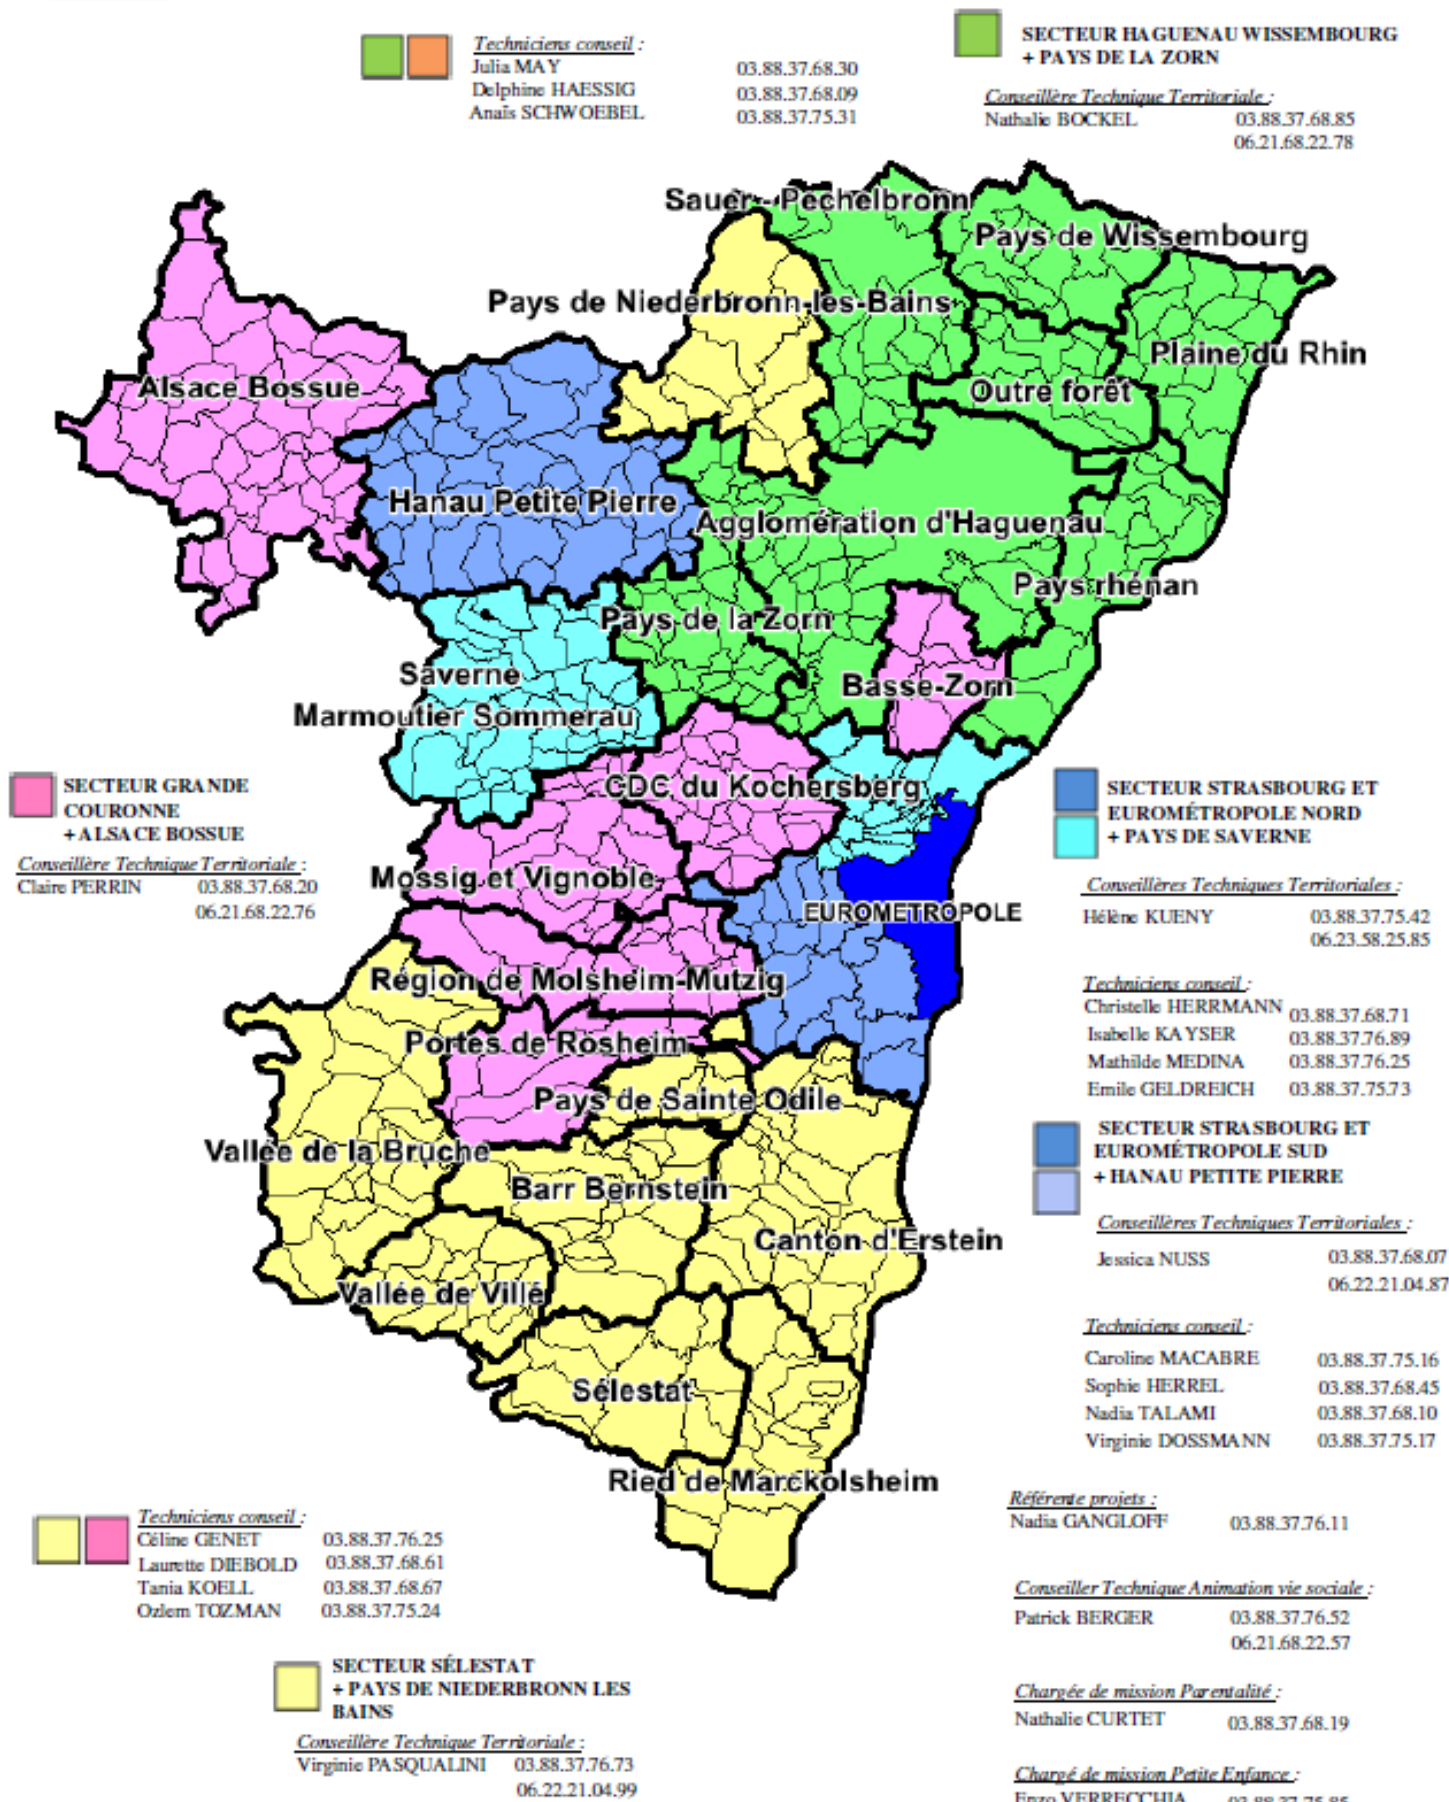 Techniciens conseil :
Julia MAY 03.88.37.68.30
Delphine HAESSIG 03.88.37.68.09
Anaïs SCHWOEBEL 03.88.37.75.31
SECTEUR HAGUENAU WISSEMBOURG
+ PAYS DE LA ZORN
Conseillère Technique Territoriale :
Nathalie BOCKEL 03.88.37.68.85
06.21.68.22.78
Sauer - Pechelbronn
Pays de Wissembourg
Pays de Niederbronn-les-Bains
Plaine du Rhin
Alsace Bossue
Outre forêt
Hanau Petite Pierre
Agglomération d'Haguenau
Pays rhénan
Pays de la Zorn
Saverne
Basse-Zorn
Marmoutier Sommerau
CDC du Kochersberg
SECTEUR GRANDE
COURONNE
+ ALSACE BOSSUE
Conseillère Technique Territoriale :
Claire PERRIN 03.88.37.68.20
06.21.68.22.76
SECTEUR STRASBOURG ET
EUROMÉTROPOLE NORD
+ PAYS DE SAVERNE
Conseillères Techniques Territoriales :
Hélène KUENY 03.88.37.75.42
06.23.58.25.85
Techniciens conseil :
Christelle HERRMANN 03.88.37.68.71
Isabelle KAYSER 03.88.37.76.89
Mathilde MEDINA 03.88.37.76.25
Emile GELDREICH 03.88.37.75.73
Mossig et Vignoble
EUROMETROPOLE
Région de Molsheim-Mutzig
Portes de Rosheim
Pays de Sainte Odile
Vallée de la Bruche
Barr Bernstein
Canton d'Erstein
Vallée de Villé
Sélestat
Ried de Marckolsheim
SECTEUR STRASBOURG ET
EUROMÉTROPOLE SUD
+ HANAU PETITE PIERRE
Conseillères Techniques Territoriales :
Jessica NUSS 03.88.37.68.07
06.22.21.04.87
Techniciens conseil :
Caroline MACABRE 03.88.37.75.16
Sophie HERREL 03.88.37.68.45
Nadia TALAMI 03.88.37.68.10
Virginie DOSSMANN 03.88.37.75.17
Référente projets :
Nadia GANGLOFF 03.88.37.76.11
Conseiller Technique Animation vie sociale :
Patrick BERGER 03.88.37.76.52
06.21.68.22.57
Chargée de mission Parentalité :
Nathalie CURTET 03.88.37.68.19
Chargé de mission Petite Enfance :
Enzo VERRECCHIA 03.88.37.75.85
Techniciens conseil :
Céline GENET 03.88.37.76.25
Laurette DIEBOLD 03.88.37.68.61
Tania KOELL 03.88.37.68.67
Ozlem TOZMAN 03.88.37.75.24
SECTEUR SÉLESTAT
+ PAYS DE NIEDERBRONN LES
BAINS
Conseillère Technique Territoriale :
Virginie PASQUALINI 03.88.37.76.73
06.22.21.04.99